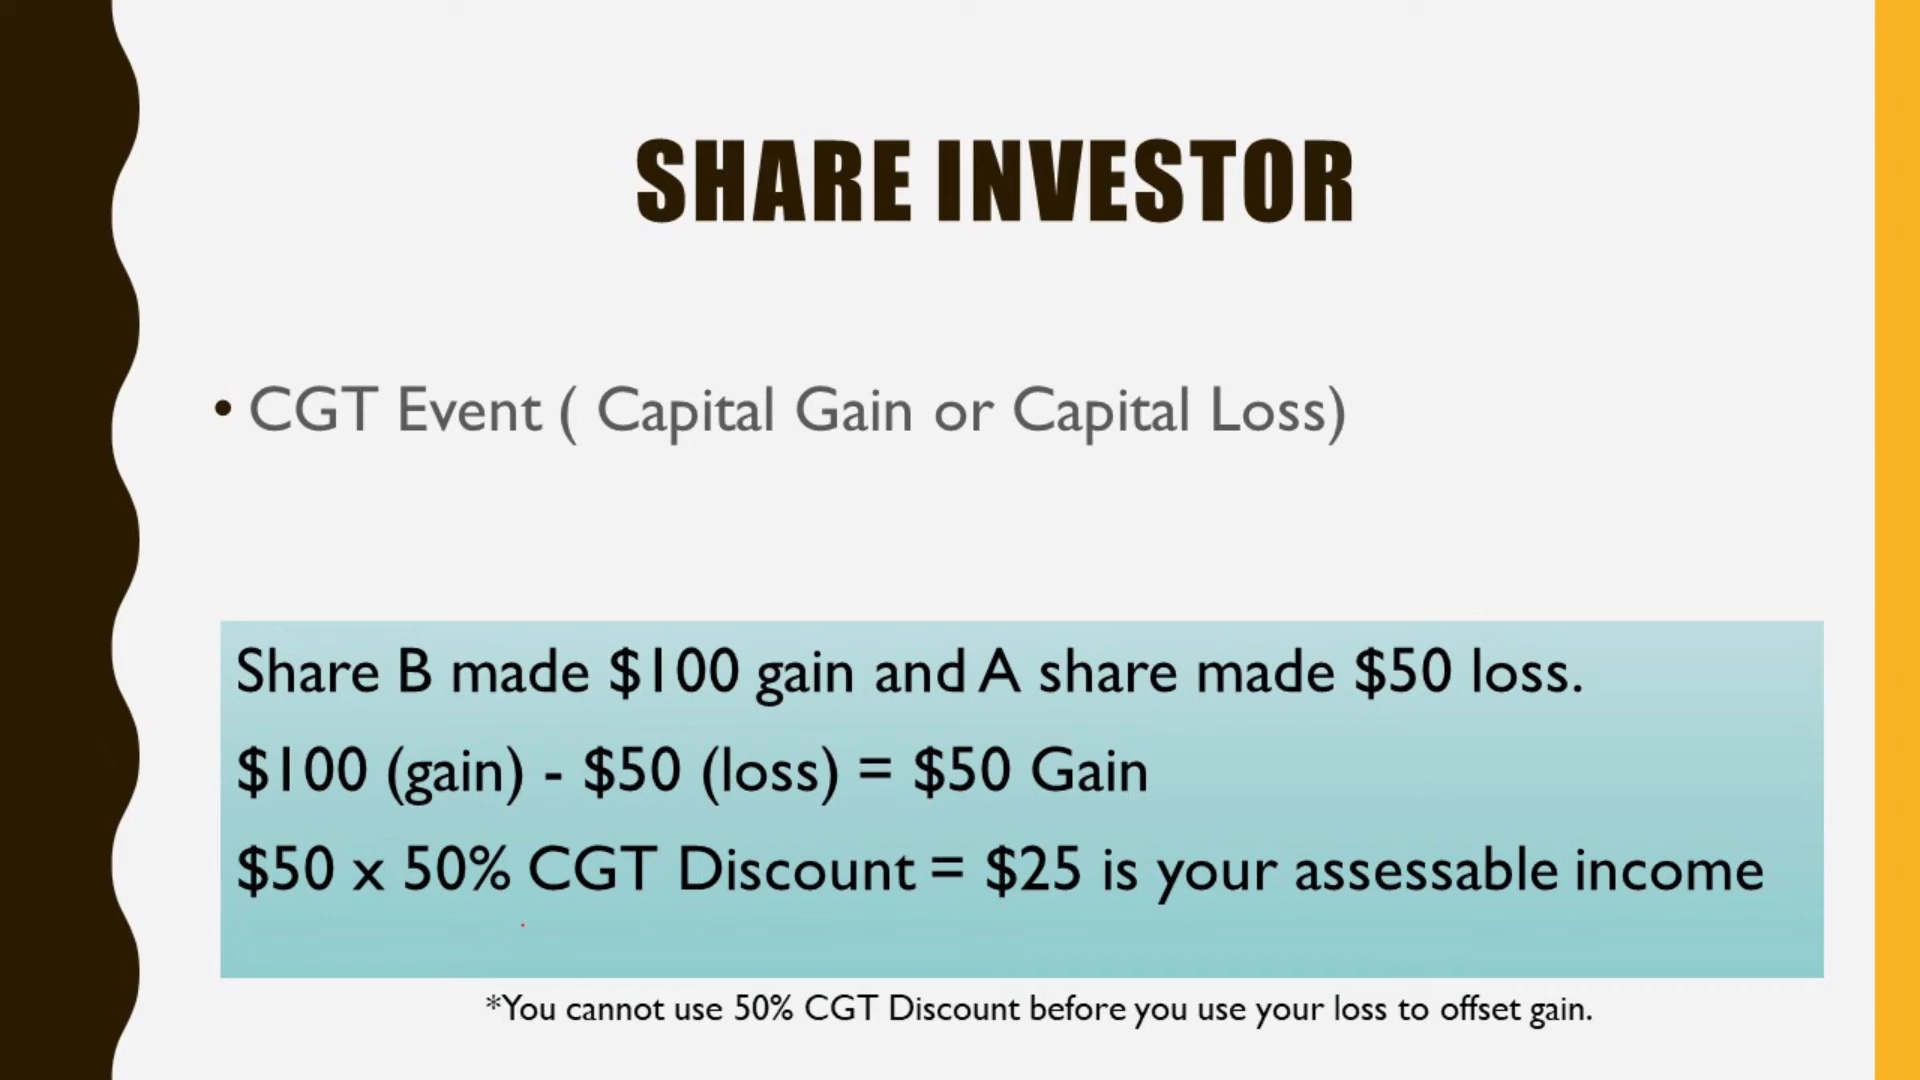 SHARE INVESTOR
• CGT Event ( Capital Gain or Capital Loss)
Share B made $100 gain and A share made $50 loss.
$100 (gain) - $50 (loss) = $50 Gain
$50 x 50% CGT Discount = $25 is your assessable income
*You cannot use 50% CGT Discount before you use your loss to offset gain.